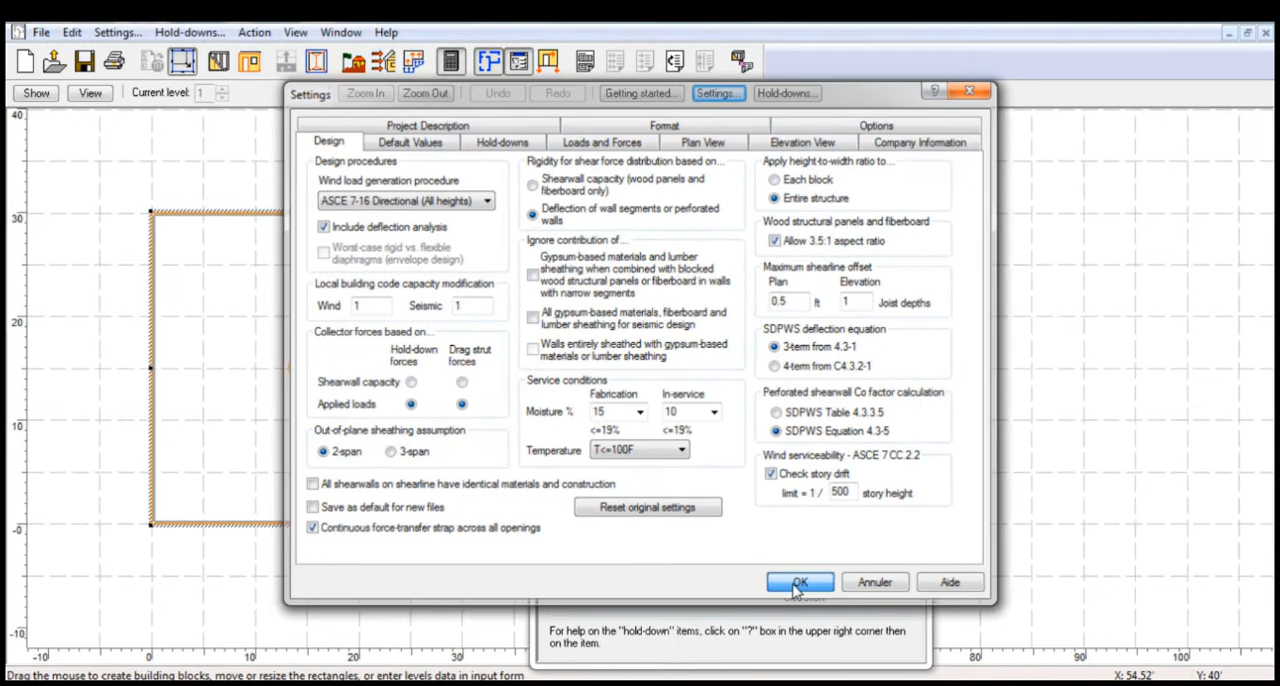 File Edit Settings... Hold-downs... Action View Window Help
Show View Current level: 1
Settings Zoom In Zoom Out Undo Redo Getting started... Settings... Hold-downs...
Project Description Format Options
Design Default Values Hold-downs Loads and Forces Plan View Elevation View Company Information
Design procedures
Wind load generation procedure
ASCE 7-16 Directional (All heights)
Include deflection analysis
Worst-case rigid vs. flexible
diaphragms (envelope design)
Local building code capacity modification
Wind 1 Seismic 1
Collector forces based on...
Hold-down Drag strut
forces forces
Shearwall capacity
Applied loads
Out-of-plane sheathing assumption
2-span 3-span
All shearwalls on shearline have identical materials and construction
Save as default for new files
Continuous force-transfer strap across all openings
Rigidity for shear force distribution based on...
Shearwall capacity (wood panels and
fiberboard only)
Deflection of wall segments or perforated
walls
Ignore contribution of...
Gypsum-based materials and lumber
sheathing when combined with blocked
wood structural panels or fiberboard in walls
with narrow segments
All gypsum-based materials, fiberboard and
lumber sheathing for seismic design
Walls entirely sheathed with gypsum-based
materials or lumber sheathing
Service conditions
Fabrication In-service
Moisture % 15 10
<=19% <=19%
Temperature T<=100F
Reset original settings
Apply height-to-width ratio to...
Each block
Entire structure
Wood structural panels and fiberboard
Allow 3.5:1 aspect ratio
Maximum shearline offset
Plan Elevation
0.5 ft 1 Joist depths
SDPWS deflection equation
3-term from 4.3-1
4-term from C4.3.2-1
Perforated shearwall Co factor calculation
SDPWS Table 4.3.3.5
SDPWS Equation 4.3-5
Wind serviceability - ASCE 7 CC.2.2
Check story drift
limit = 1 / 500 story height
OK Annuler Aide
For help on the "hold-down" items, click on "?" box in the upper right corner then
on the item.
40
30
20
10
-0
-10
-10 0 10 20 30 80 90 100
Drag the mouse to create building blocks, move or resize the rectangles, or enter levels data in input form X: 54.52' Y: 40'